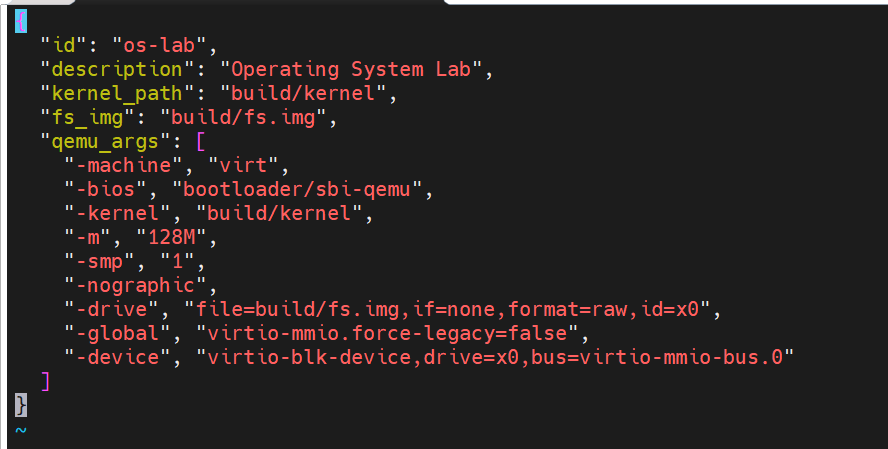 {
  "id": "os-lab",
  "description": "Operating System Lab",
  "kernel_path": "build/kernel",
  "fs_img": "build/fs.img",
  "qemu_args": [
    "-machine", "virt",
    "-bios", "bootloader/sbi-qemu",
    "-kernel", "build/kernel",
    "-m", "128M",
    "-smp", "1",
    "-nographic",
    "-drive", "file=build/fs.img,if=none,format=raw,id=x0",
    "-global", "virtio-mmio.force-legacy=false",
    "-device", "virtio-blk-device,drive=x0,bus=virtio-mmio-bus.0"
  ]
}
~